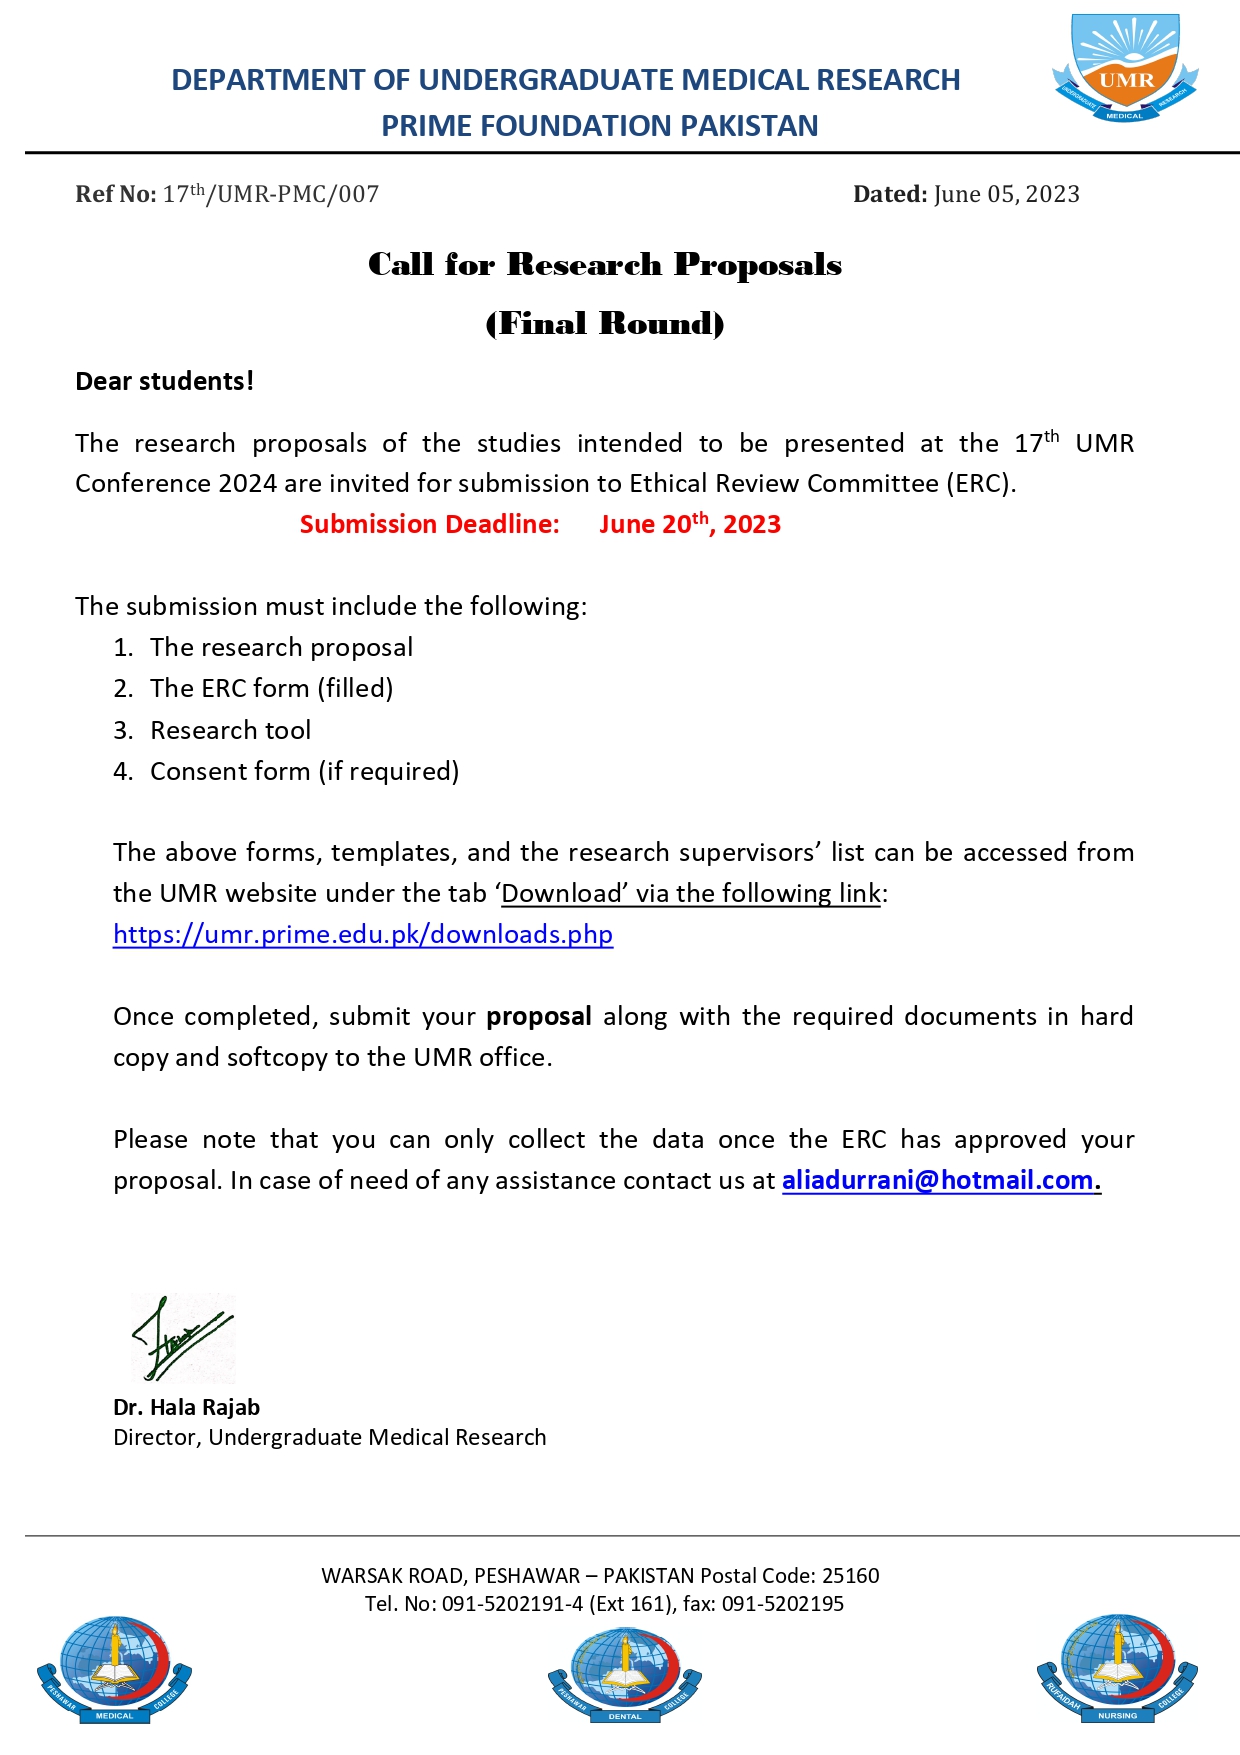 DEPARTMENT OF UNDERGRADUATE MEDICAL RESEARCH
PRIME FOUNDATION PAKISTAN
UMR
UNDERGRADUATE MEDICAL RESEARCH
Ref No: 17th/UMR-PMC/007 Dated: June 05, 2023
Call for Research Proposals
(Final Round)
Dear students!
The research proposals of the studies intended to be presented at the 17th UMR
Conference 2024 are invited for submission to Ethical Review Committee (ERC).
Submission Deadline: June 20th, 2023
The submission must include the following:
1. The research proposal
2. The ERC form (filled)
3. Research tool
4. Consent form (if required)
The above forms, templates, and the research supervisors’ list can be accessed from
the UMR website under the tab ‘Download’ via the following link:
https://umr.prime.edu.pk/downloads.php
Once completed, submit your proposal along with the required documents in hard
copy and softcopy to the UMR office.
Please note that you can only collect the data once the ERC has approved your
proposal. In case of need of any assistance contact us at aliadurrani@hotmail.com.
Dr. Hala Rajab
Director, Undergraduate Medical Research
WARSAK ROAD, PESHAWAR – PAKISTAN Postal Code: 25160
Tel. No: 091-5202191-4 (Ext 161), fax: 091-5202195
PESHAWAR MEDICAL COLLEGE
PESHAWAR DENTAL COLLEGE
RUFAIDAH NURSING COLLEGE